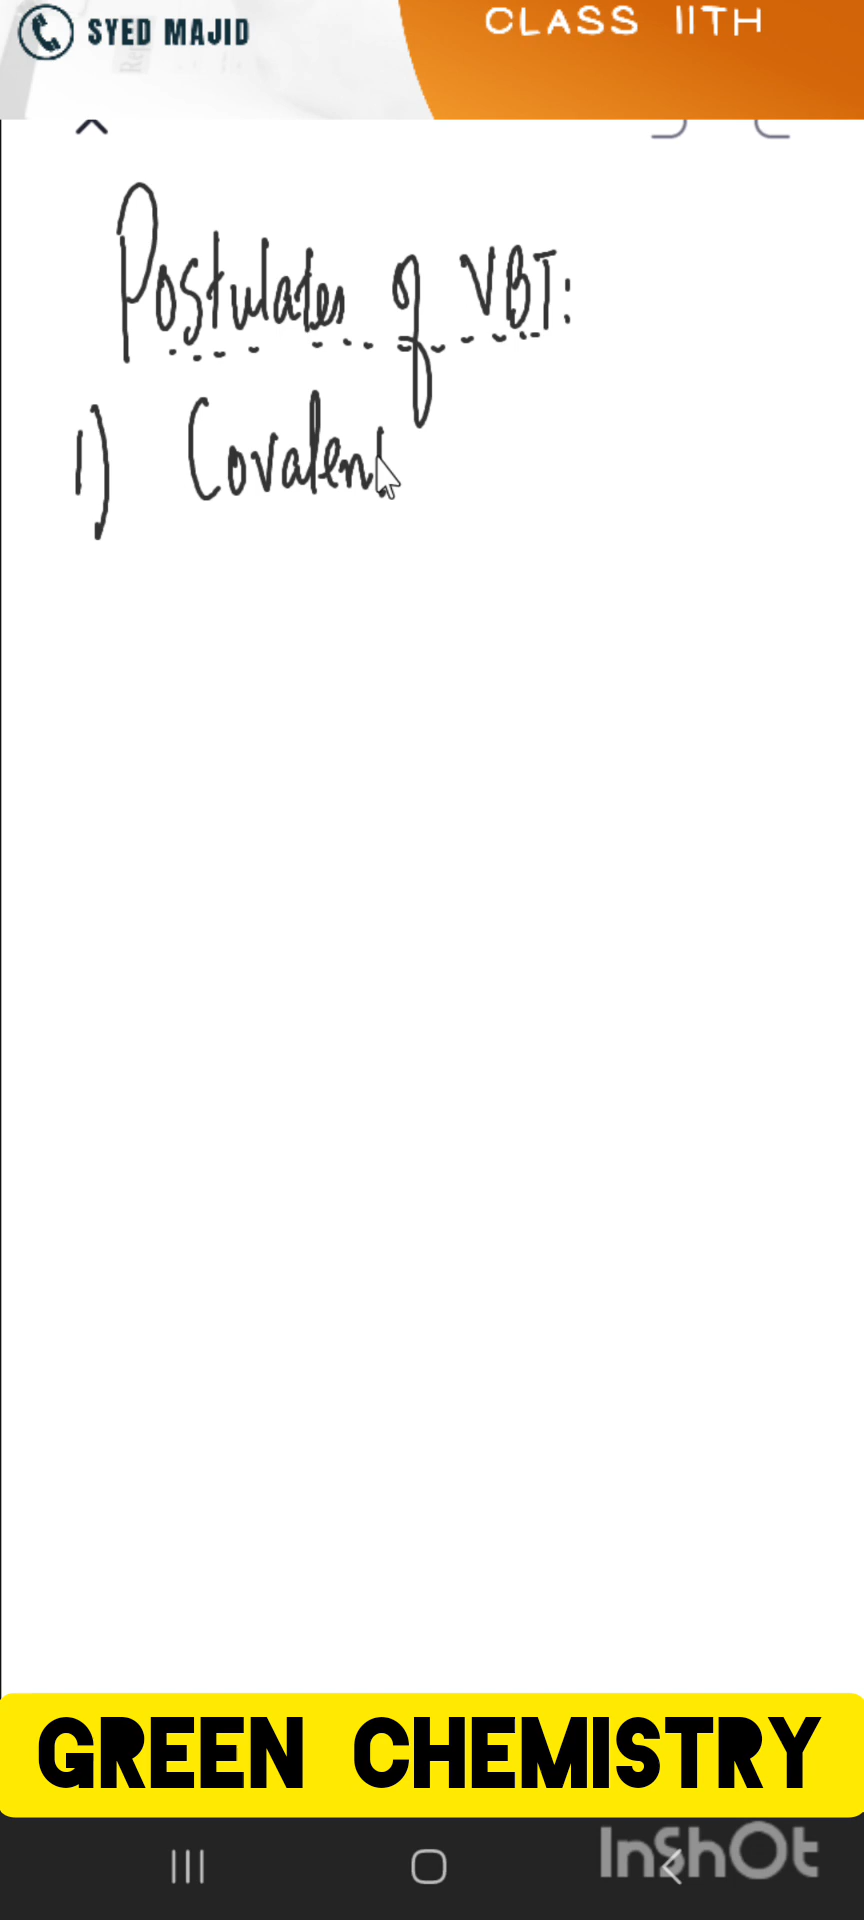 SYED MAJID
CLASS 11TH
Postulates of VBT:
1) Covalent
GREEN CHEMISTRY
InShOt